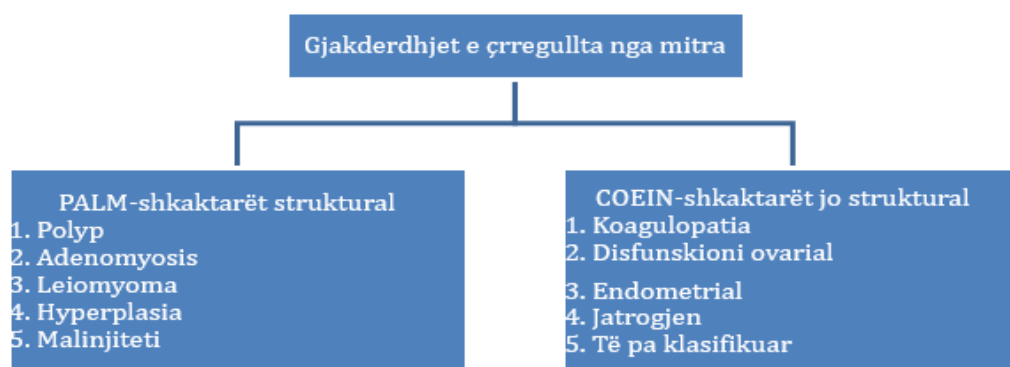 Gjakderdhjet e çrregullta nga mitra
PALM-shkaktarët struktural
1. Polyp
2. Adenomyosis
3. Leiomyoma
4. Hyperplasia
5. Malinjiteti
COEIN-shkaktarët jo struktural
1. Koagulopatia
2. Disfunskioni ovarial
3. Endometrial
4. Jatrogjen
5. Të pa klasifikuar